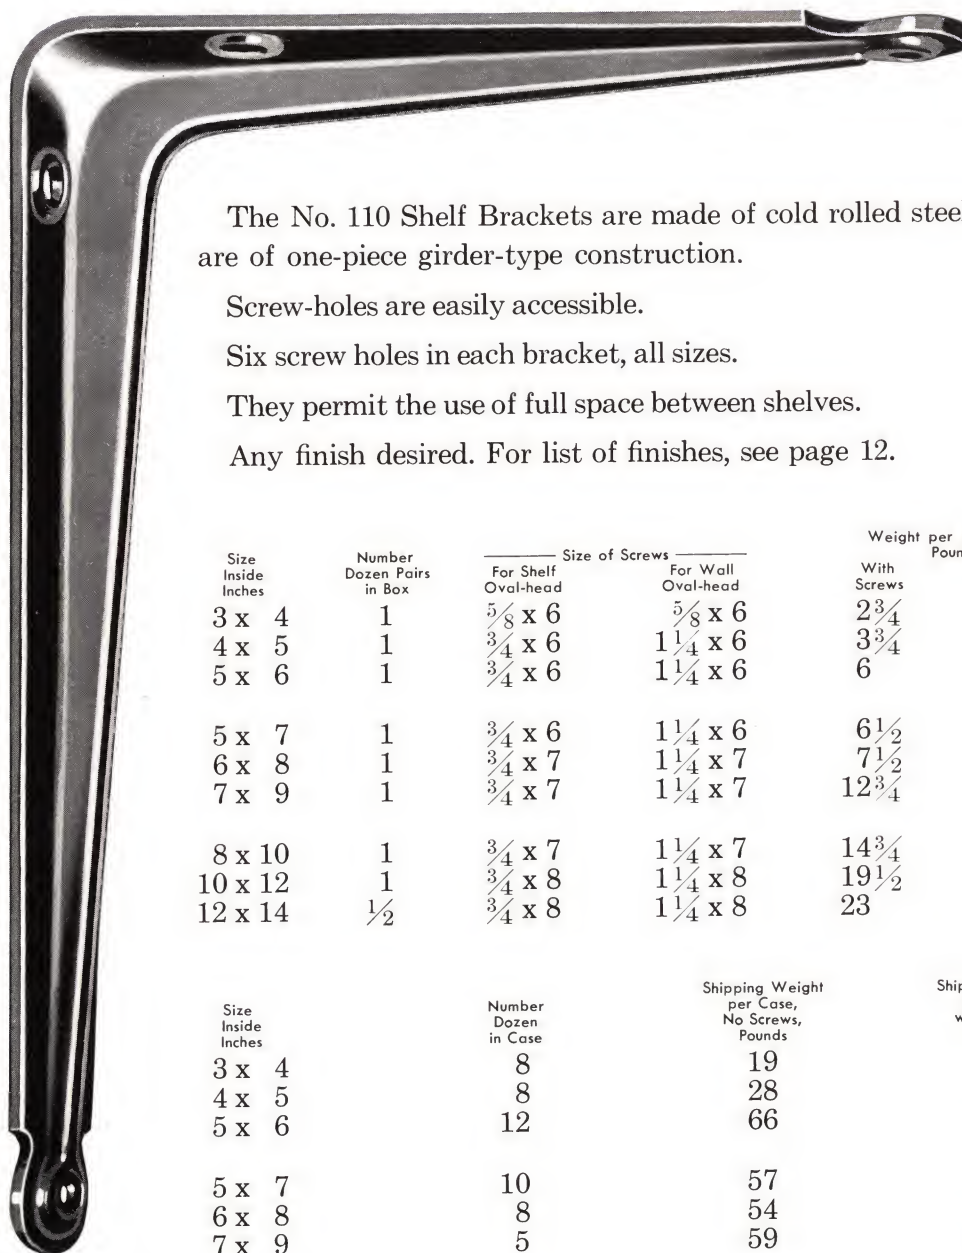 The No. 110 Shelf Brackets are made of cold rolled stee
are of one-piece girder-type construction.
Screw-holes are easily accessible.
Six screw holes in each bracket, all sizes.
They permit the use of full space between shelves.
Any finish desired. For list of finishes, see page 12.
Size Inside Inches Number Dozen Pairs in Box Size of Screws For Shelf Oval-head For Wall Oval-head Weight per Poun With Screws
3 x 4 1 5/8 x 6 5/8 x 6 2 3/4
4 x 5 1 3/4 x 6 1 1/4 x 6 3 3/4
5 x 6 1 3/4 x 6 1 1/4 x 6 6
5 x 7 1 3/4 x 6 1 1/4 x 6 6 1/2
6 x 8 1 3/4 x 7 1 1/4 x 7 7 1/2
7 x 9 1 3/4 x 7 1 1/4 x 7 12 3/4
8 x 10 1 3/4 x 7 1 1/4 x 7 14 3/4
10 x 12 1 3/4 x 8 1 1/4 x 8 19 1/2
12 x 14 1/2 3/4 x 8 1 1/4 x 8 23
Size Inside Inches Number Dozen in Case Shipping Weight per Case, No Screws, Pounds Ship w
3 x 4 8 19
4 x 5 8 28
5 x 6 12 66
5 x 7 10 57
6 x 8 8 54
7 x 9 5 59